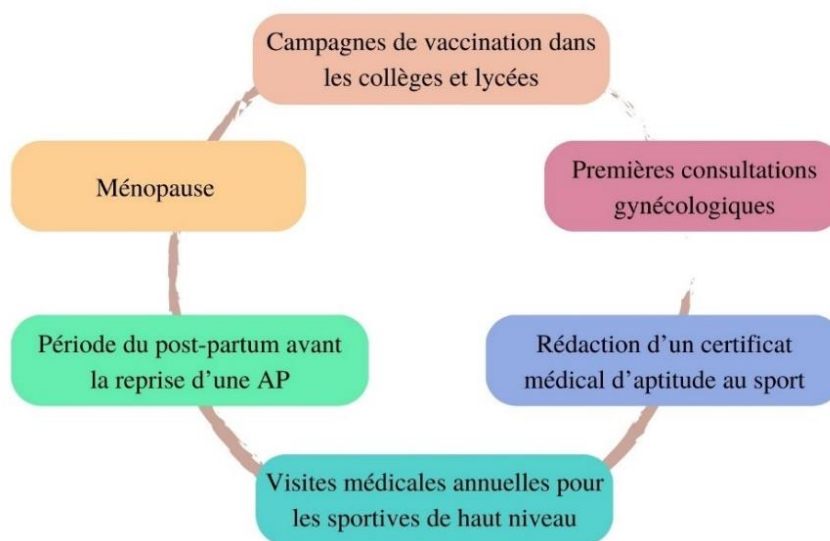 Campagnes de vaccination dans
les collèges et lycées
Ménopause
Premières consultations
gynécologiques
Période du post-partum avant
la reprise d’une AP
Rédaction d’un certificat
médical d’aptitude au sport
Visites médicales annuelles pour
les sportives de haut niveau